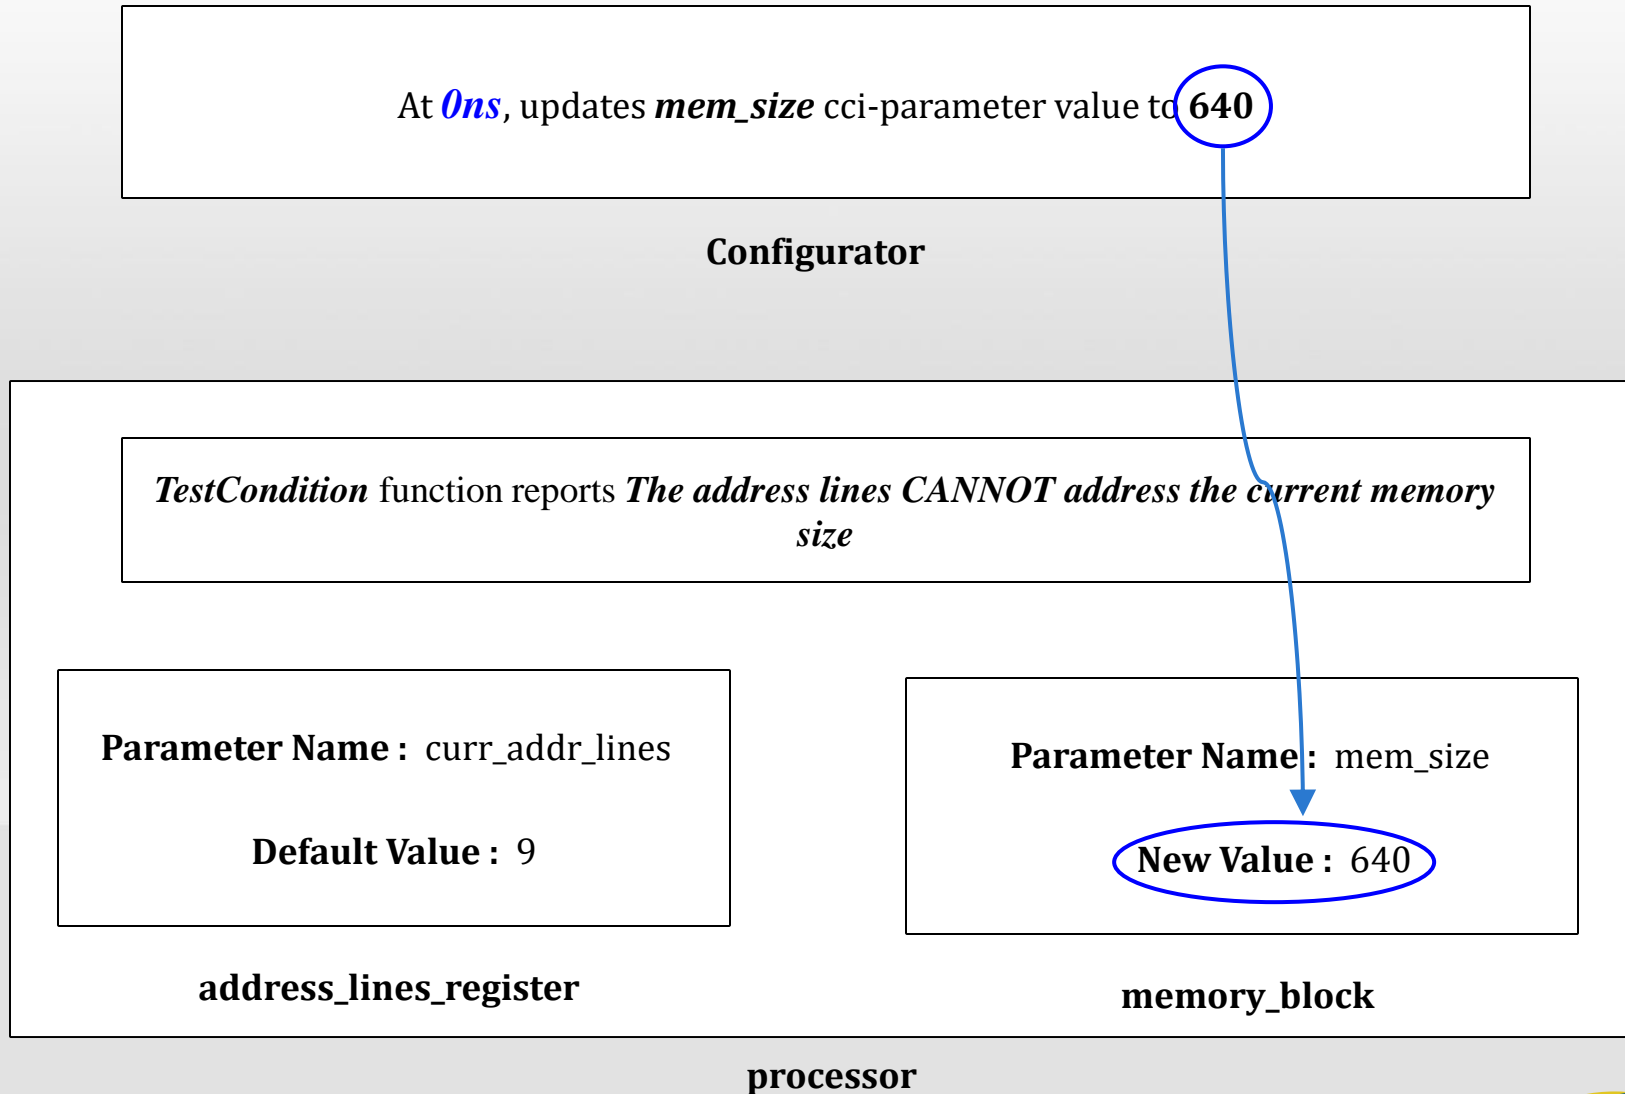 At 0ns, updates mem_size cci-parameter value to 640
Configurator
TestCondition function reports The address lines CANNOT address the current memory
size
Parameter Name : curr_addr_lines
Default Value : 9
address_lines_register
Parameter Name : mem_size
New Value : 640
memory_block
processor